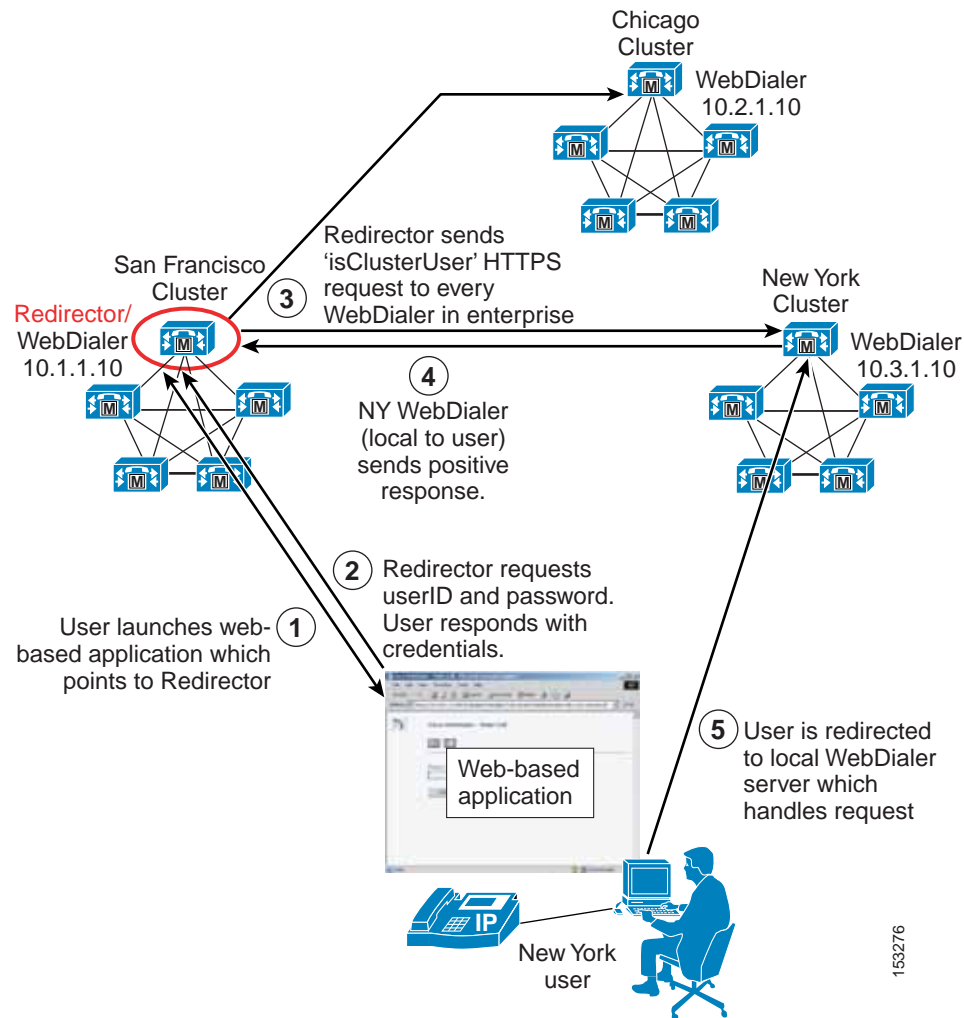 Chicago
Cluster
WebDialer
10.2.1.10
M
M
M
M
M
Redirector sends
‘isClusterUser’ HTTPS
request to every
WebDialer in enterprise
3
San Francisco
Cluster
Redirector/
WebDialer
10.1.1.10
M
M
M
M
M
New York
Cluster
WebDialer
10.3.1.10
M
M
M
M
M
4
NY WebDialer
(local to user)
sends positive
response.
2
Redirector requests
userID and password.
User responds with
credentials.
1
User launches web-
based application which
points to Redirector
Web-based
application
5
User is redirected
to local WebDialer
server which
handles request
IP
New York
user
153276